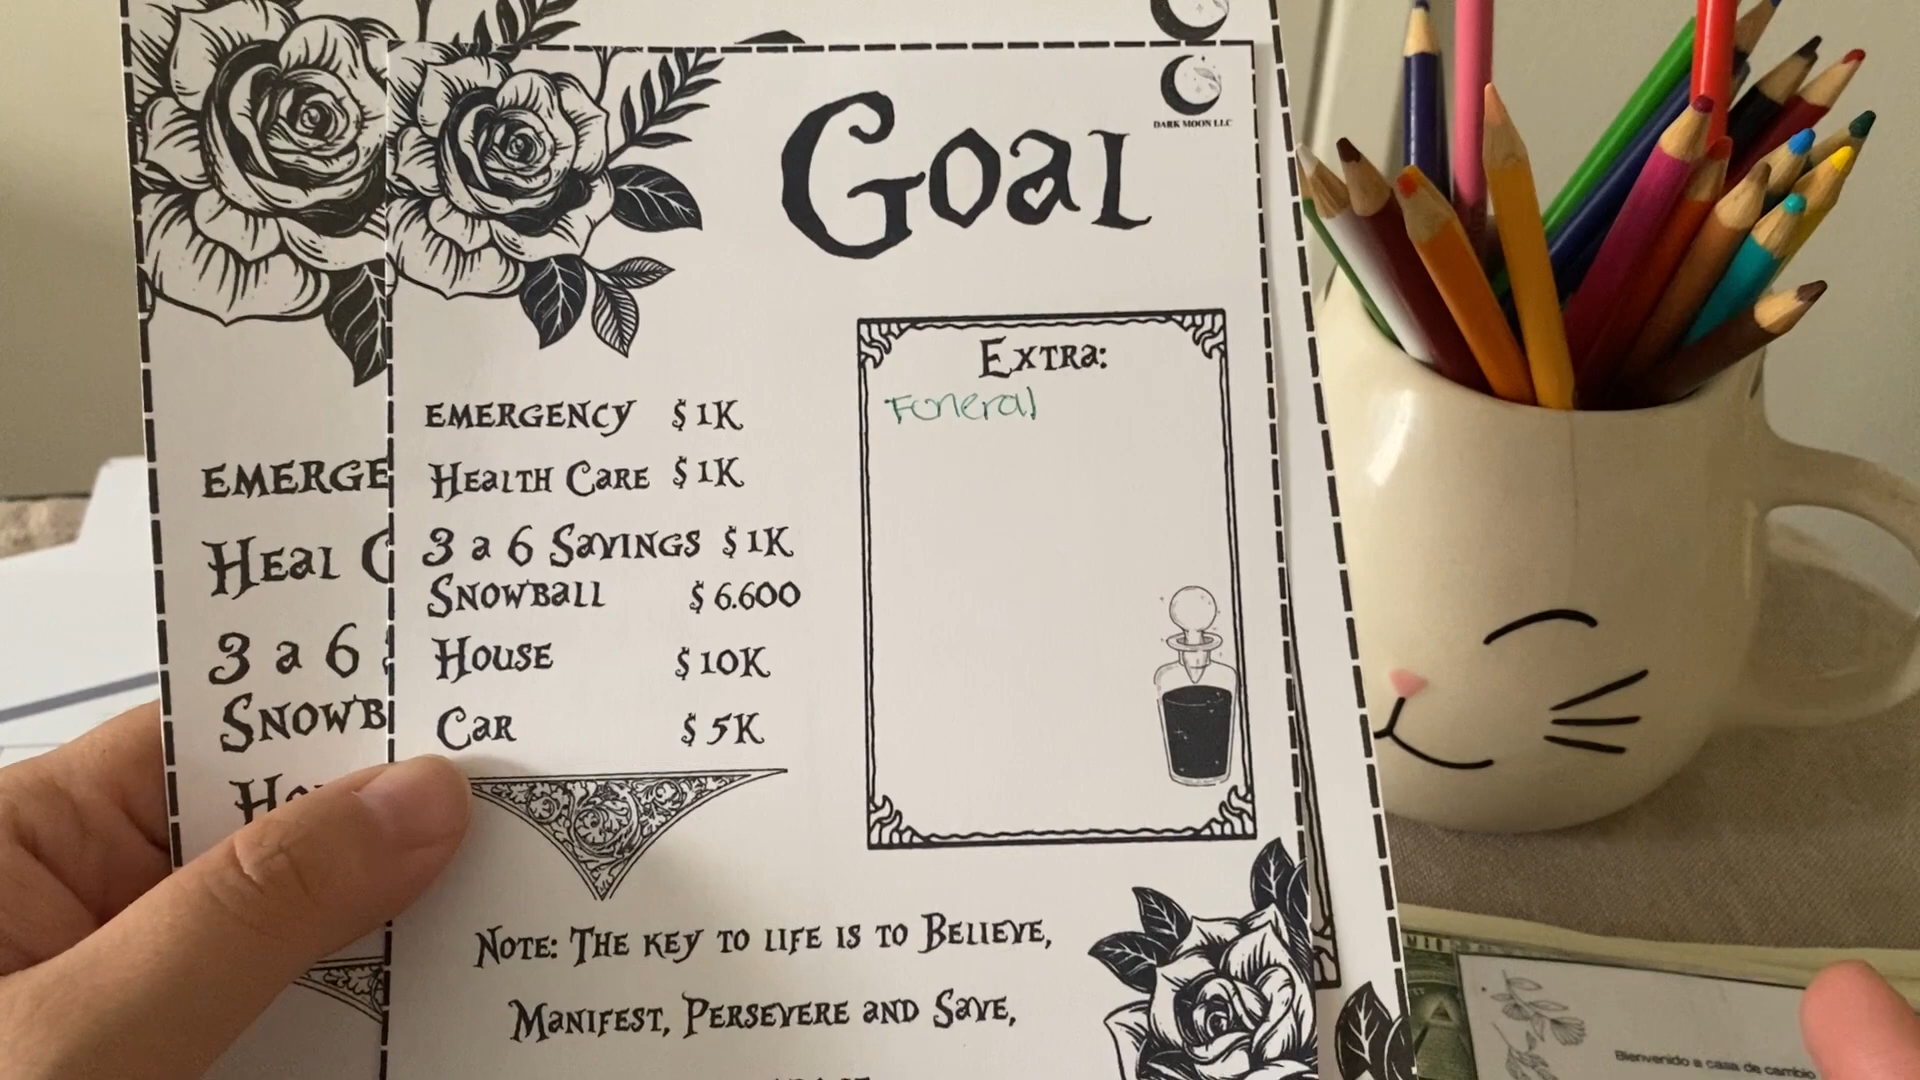 Goal
DARK MOON LLC
EMERGENCY $ 1K
Health Care $ 1K
3 a 6 Savings $ 1K
Snowball $ 6.600
House $ 10K
Car $ 5K
Extra:
Foneral
Note: The key to life is to Believe,
Manifest, Persevere and Save,
EMERGE
Heal C
3 a 6
Snowb
Bienvenido a casa de cambio